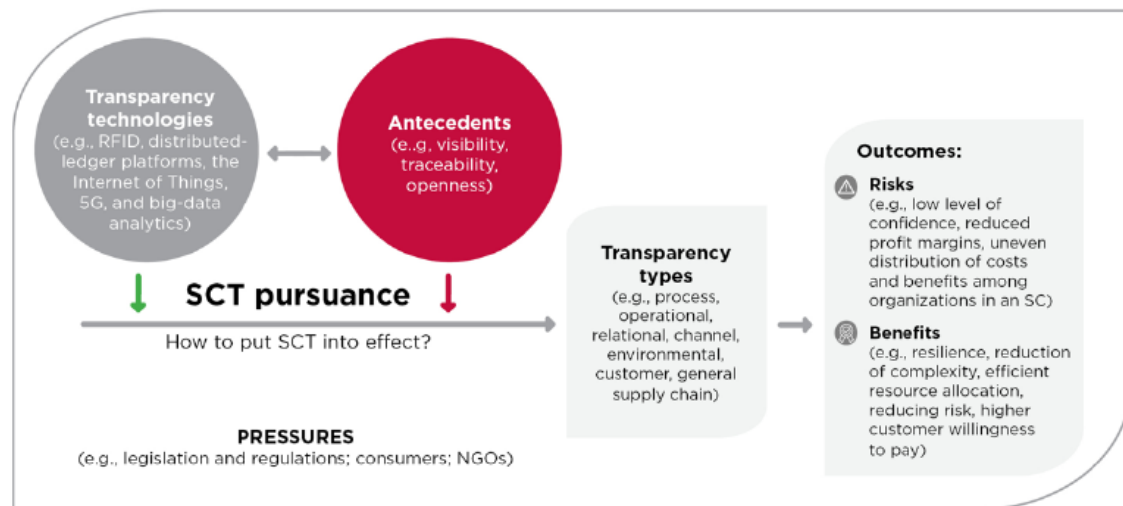 Transparency
technologies
(e.g., RFID, distributed-
ledger platforms, the
Internet of Things,
5G, and big-data
analytics)
Antecedents
(e..g, visibility,
traceability,
openness)
SCT pursuance
How to put SCT into effect?
PRESSURES
(e.g., legislation and regulations; consumers; NGOs)
Transparency
types
(e.g., process,
operational,
relational, channel,
environmental,
customer, general
supply chain)
Outcomes:
Risks
(e.g., low level of
confidence, reduced
profit margins, uneven
distribution of costs
and benefits among
organizations in an SC)
Benefits
(e.g., resilience, reduction
of complexity, efficient
resource allocation,
reducing risk, higher
customer willingness
to pay)